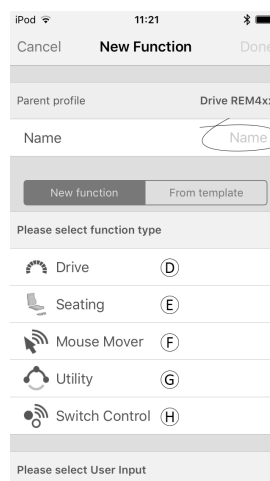 iPod 11:21
Cancel New Function Done
Parent profile Drive REM4x
Name Name
New function From template
Please select function type
Drive D
Seating E
Mouse Mover F
Utility G
Switch Control H
Please select User Input